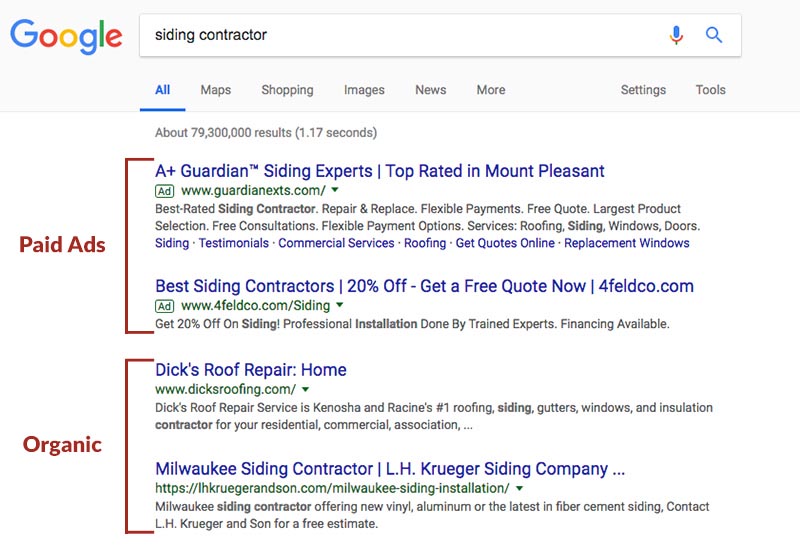 Google
siding contractor
All Maps Shopping Images News More Settings Tools
About 79,300,000 results (1.17 seconds)
Paid Ads
A+ Guardian™ Siding Experts | Top Rated in Mount Pleasant
Ad www.guardianexts.com/
Best-Rated Siding Contractor. Repair & Replace. Flexible Payments. Free Quote. Largest Product
Selection. Free Consultations. Flexible Payment Options. Services: Roofing, Siding, Windows, Doors.
Siding · Testimonials · Commercial Services · Roofing · Get Quotes Online · Replacement Windows
Best Siding Contractors | 20% Off - Get a Free Quote Now | 4feldco.com
Ad www.4feldco.com/Siding
Get 20% Off On Siding! Professional Installation Done By Trained Experts. Financing Available.
Organic
Dick's Roof Repair: Home
www.dicksroofing.com/
Dick's Roof Repair Service is Kenosha and Racine's #1 roofing, siding, gutters, windows, and insulation
contractor for your residential, commercial, association, ...
Milwaukee Siding Contractor | L.H. Krueger Siding Company ...
https://lhkruegerandson.com/milwaukee-siding-installation/
Milwaukee siding contractor offering new vinyl, aluminum or the latest in fiber cement siding, Contact
L.H. Krueger and Son for a free estimate.